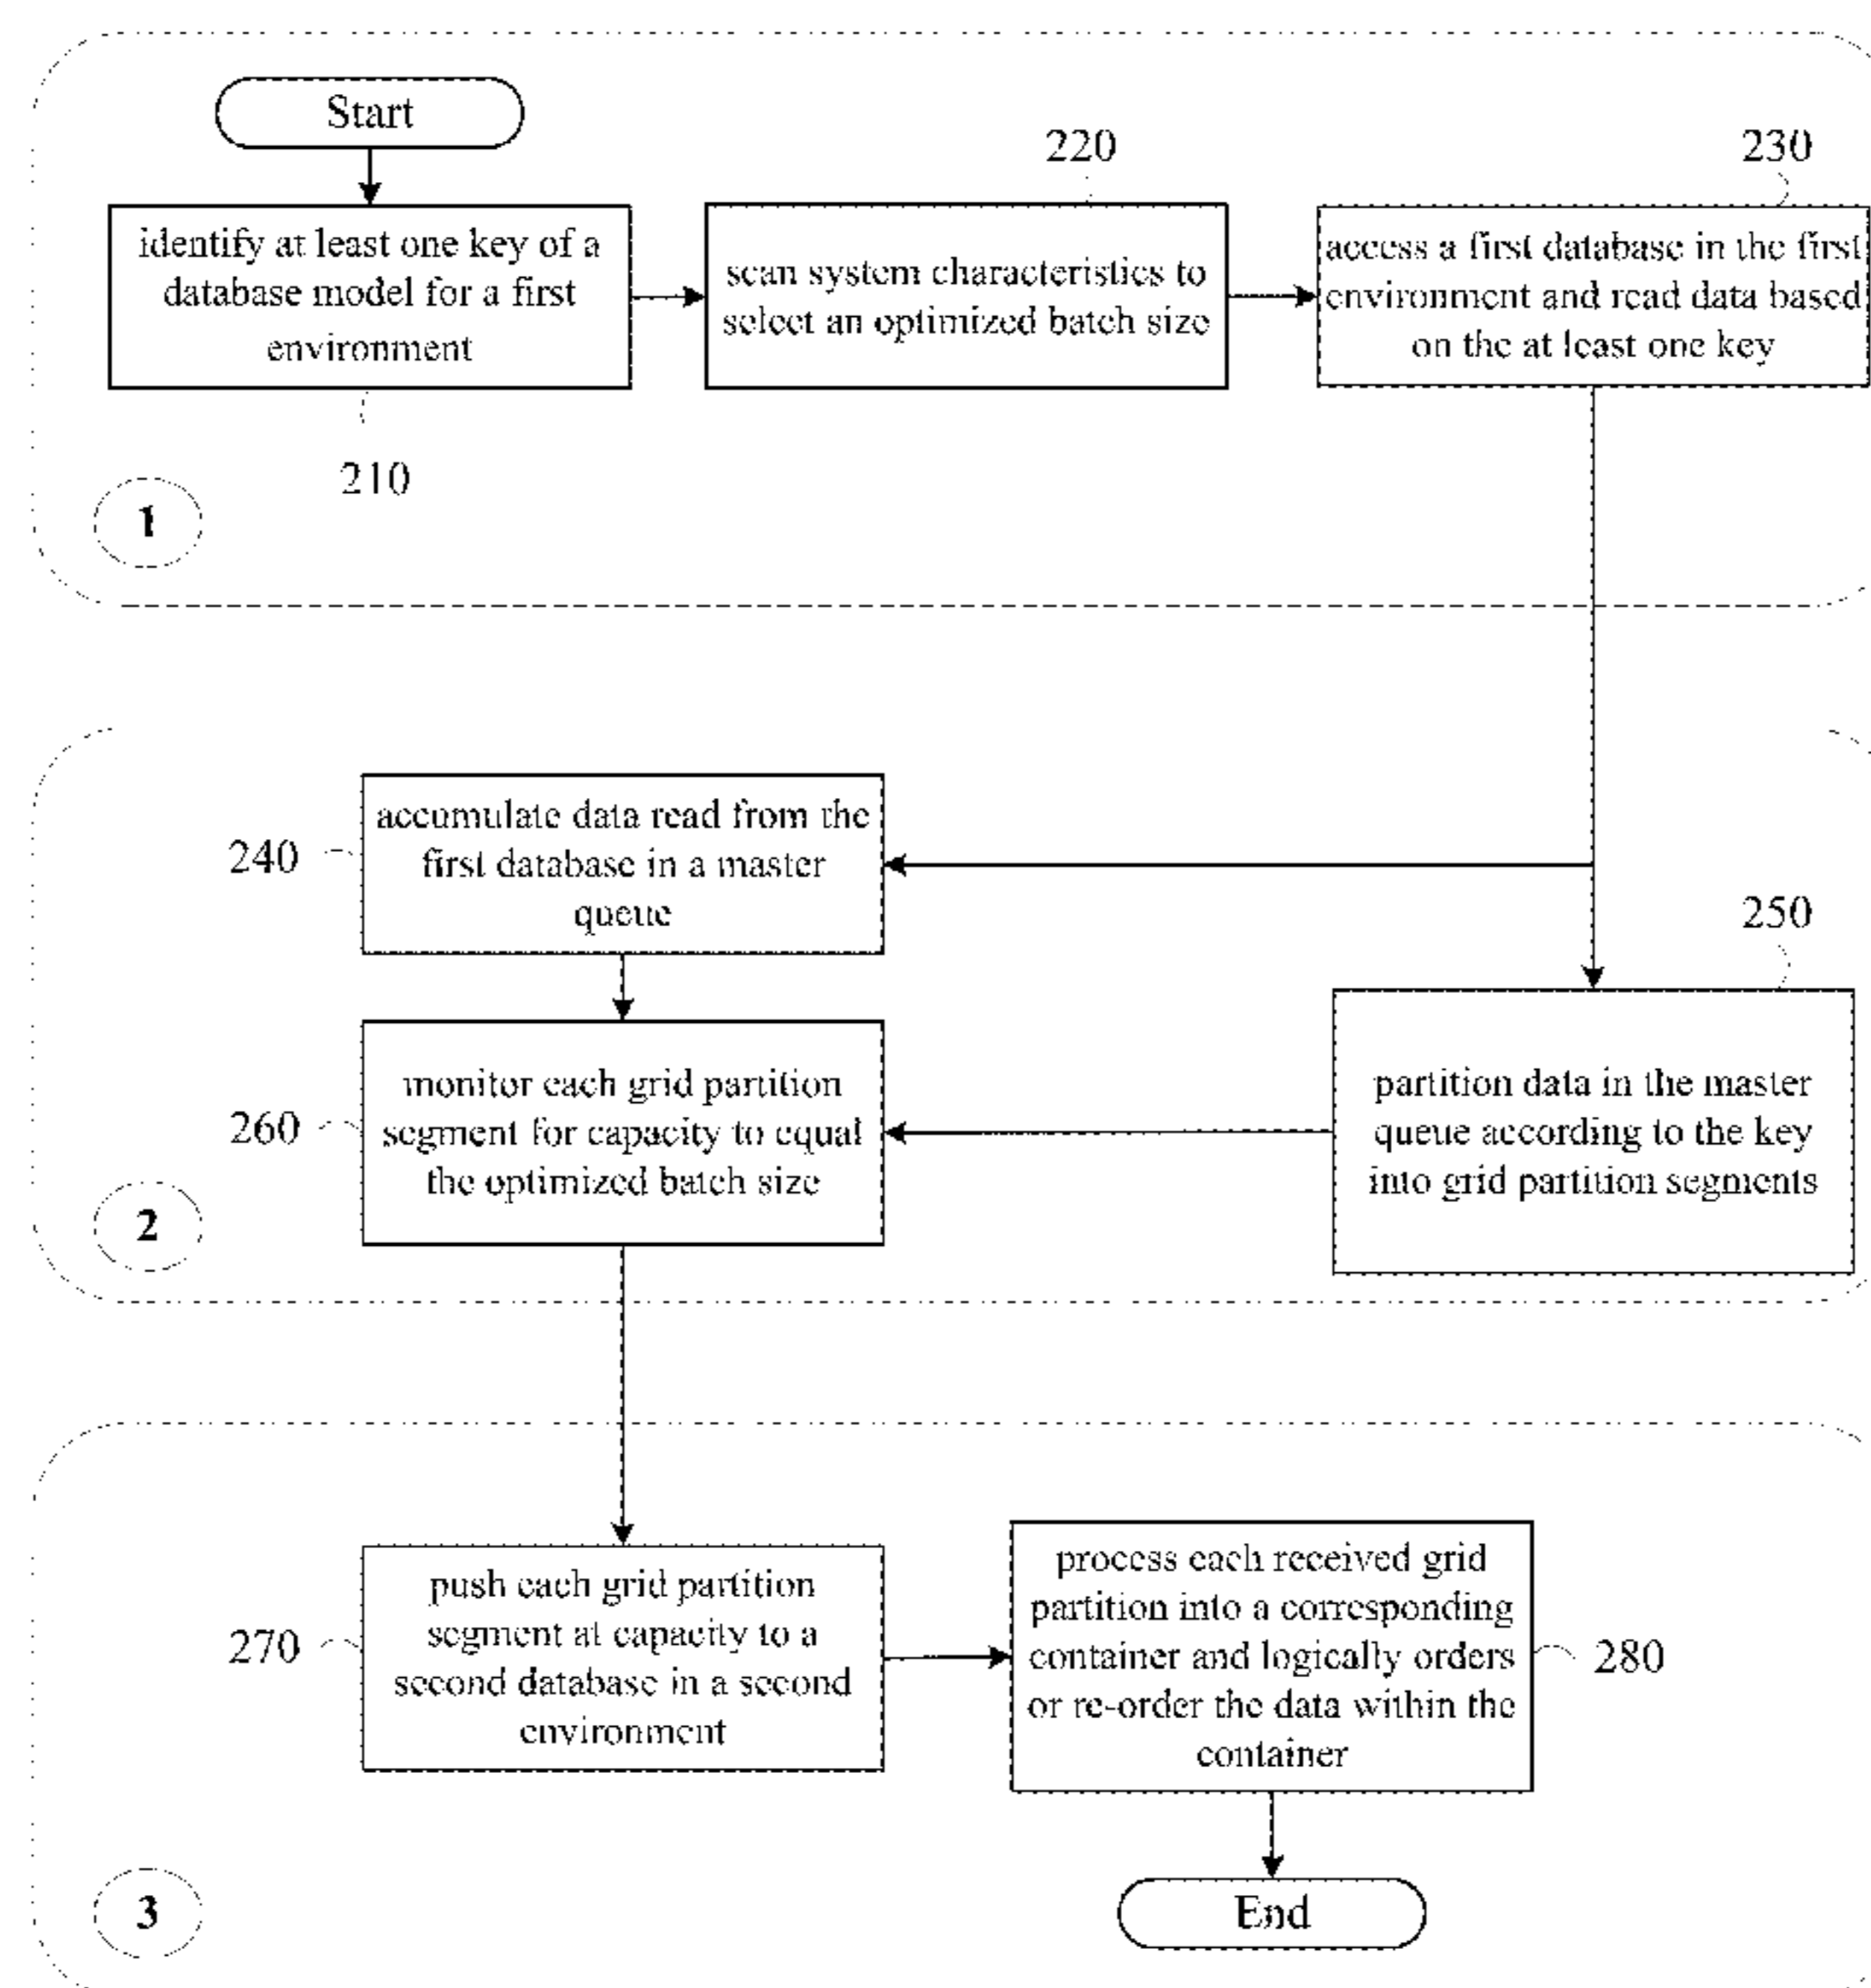 Start
220
230
identify at least one key of a
database model for a first
environment
scan system characteristics to
select an optimized batch size
access a first database in the first
environment and read data based
on the at least one key
210
1
accumulate data read from the
first database in a master
queue
240
250
monitor each grid partition
segment for capacity to equal
the optimized batch size
260
partition data in the master
queue according to the key
into grid partition segments
2
push each grid partition
segment at capacity to a
second database in a second
environment
270
process each received grid
partition into a corresponding
container and logically orders
or re-order the data within the
container
280
3
End